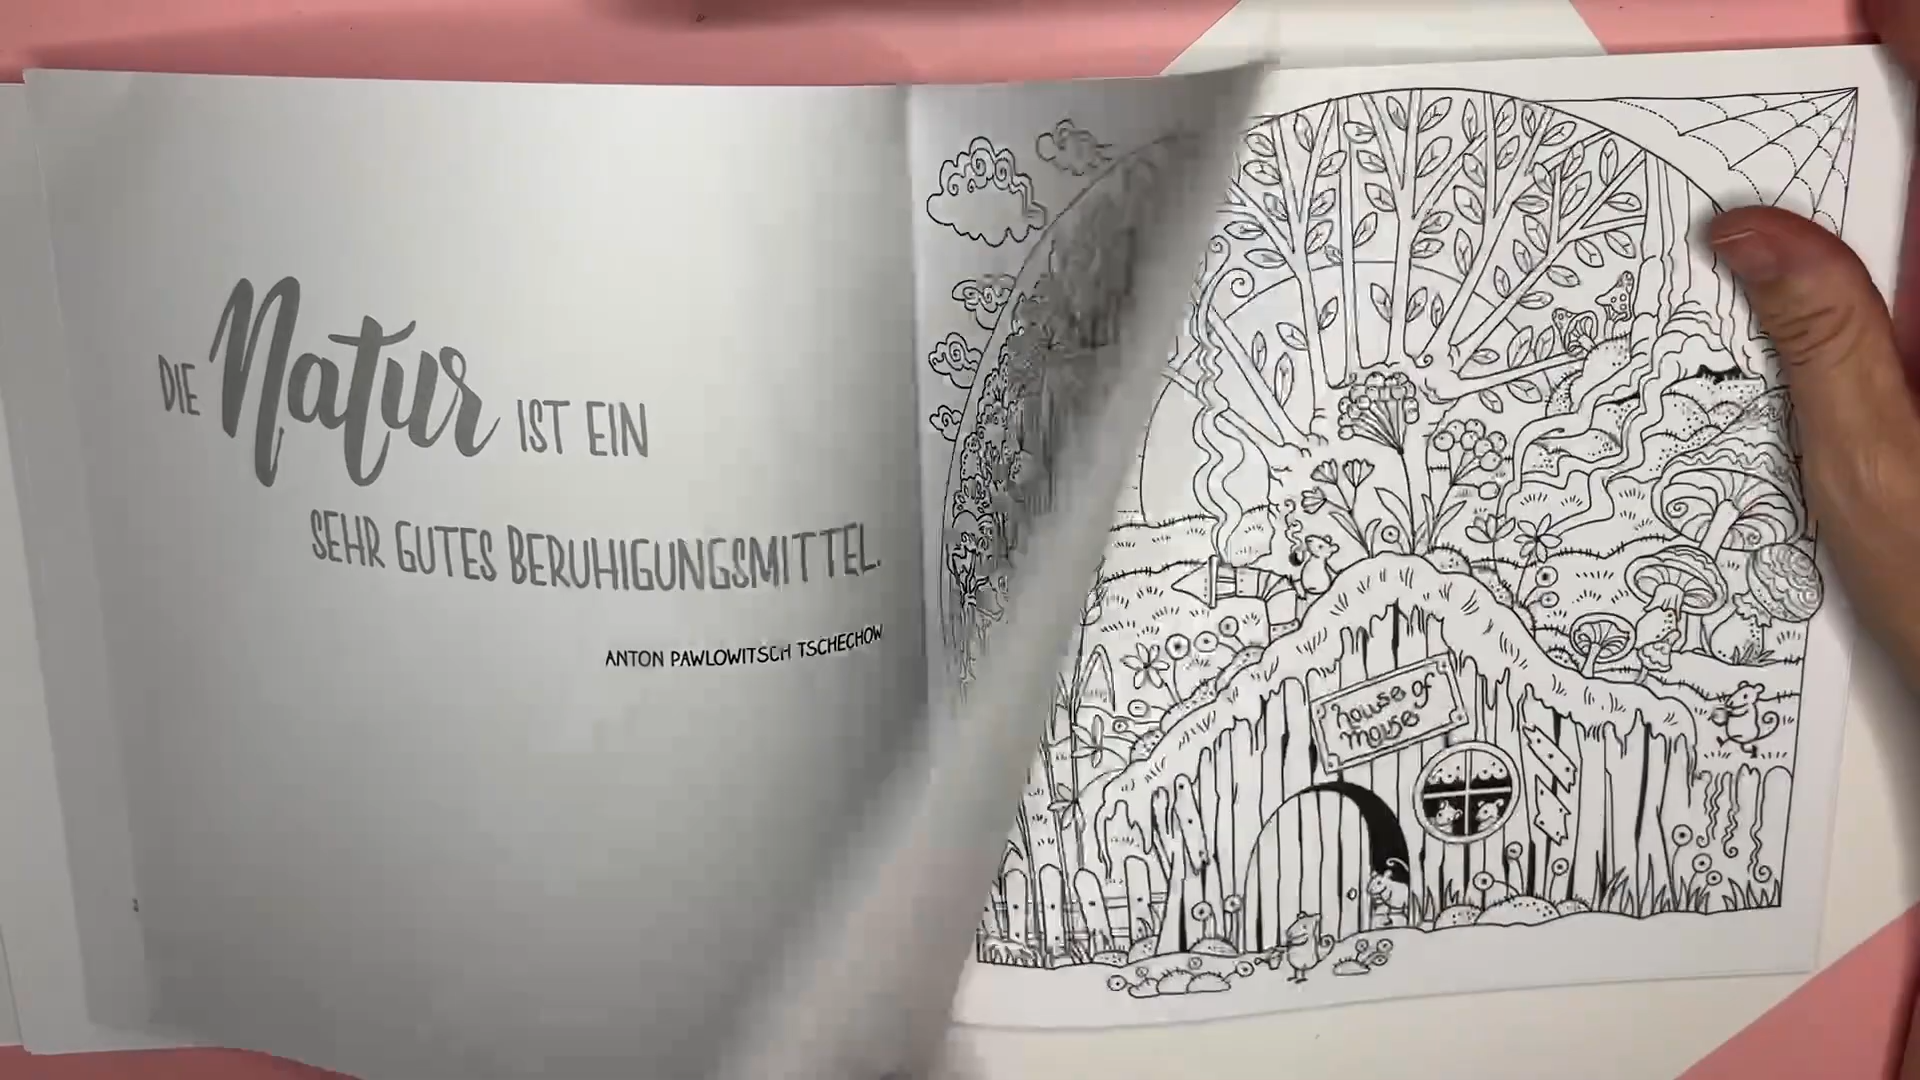 DIE Natur IST EIN
SEHR GUTES BERUHIGUNGSMITTEL.
ANTON PAWLOWITSCH TSCHECHOW
house of
mouse